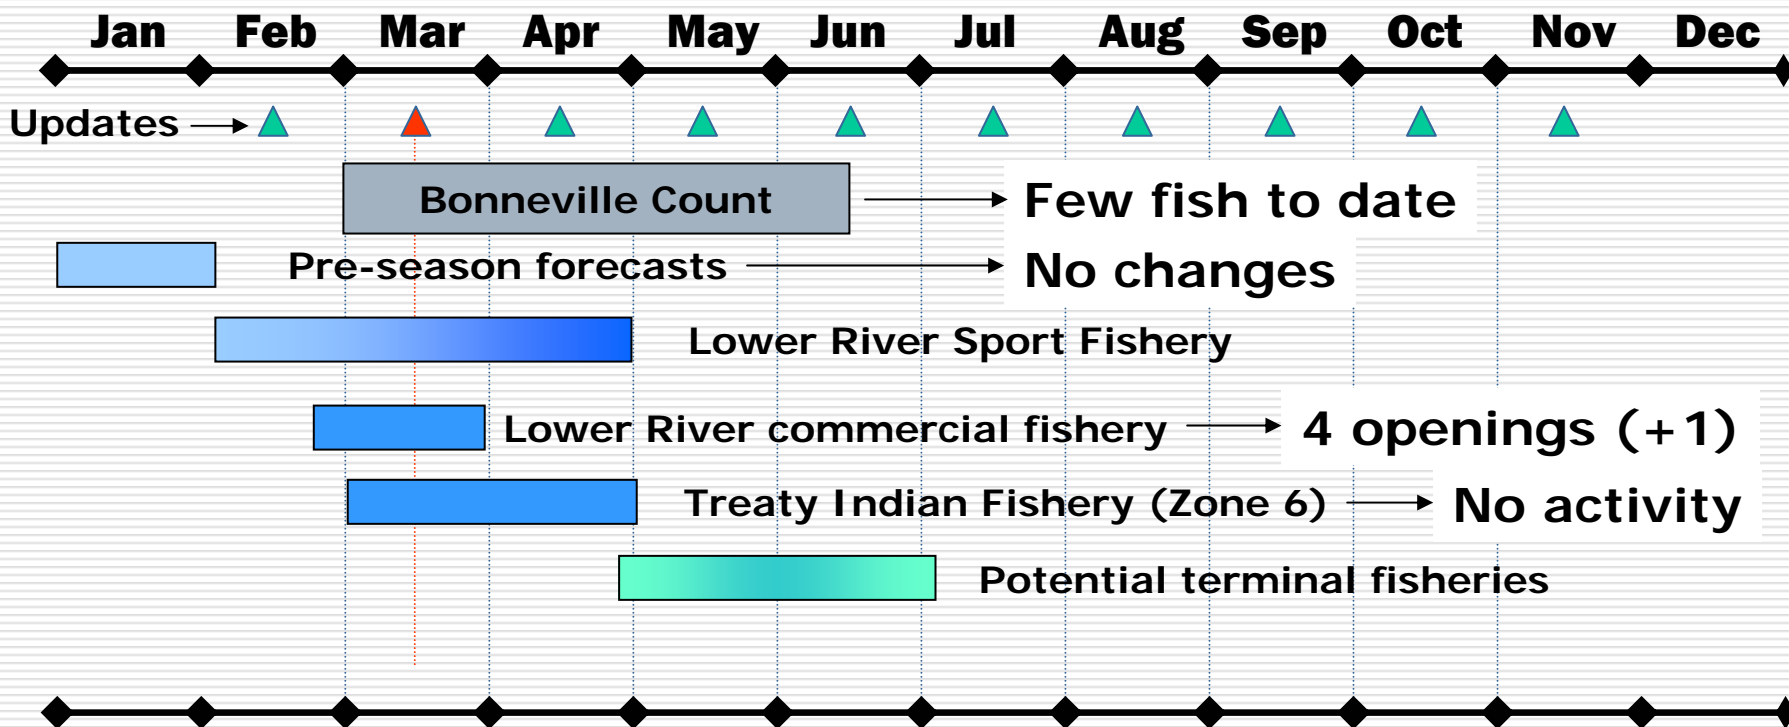 Jan Feb Mar Apr May Jun Jul Aug Sep Oct Nov Dec
Updates
Bonneville Count
Few fish to date
Pre-season forecasts
No changes
Lower River Sport Fishery
Lower River commercial fishery
4 openings (+1)
Treaty Indian Fishery (Zone 6)
No activity
Potential terminal fisheries